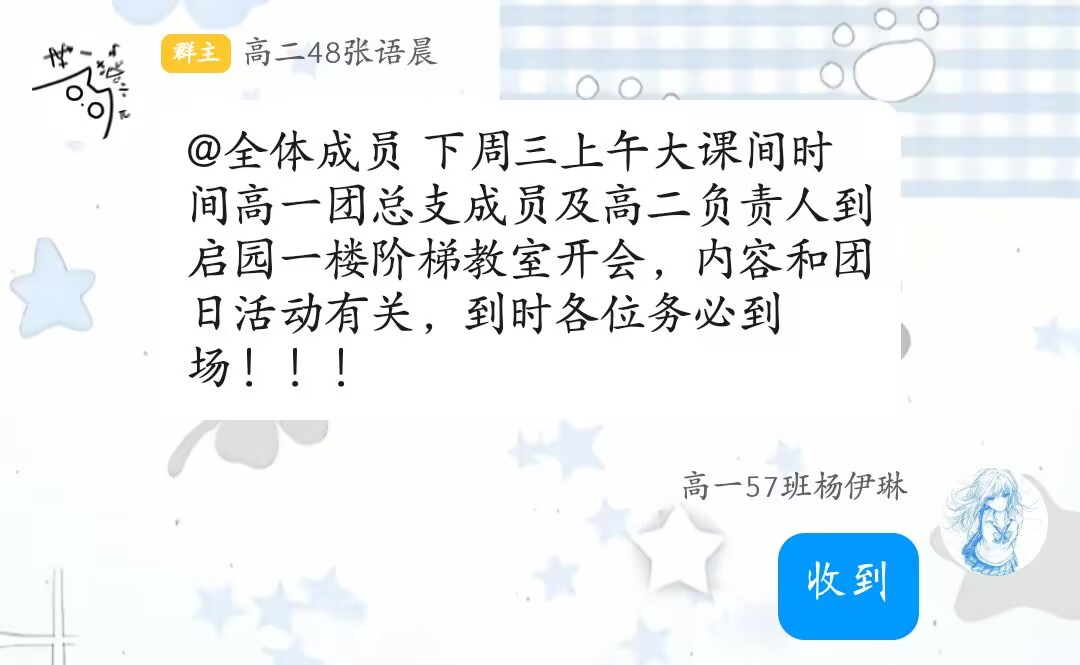 群主 高二48张语晨
@全体成员 下周三上午大课间时
间高一团总支成员及高二负责人到
启园一楼阶梯教室开会，内容和团
日活动有关，到时各位务必到
场！！！
高一57班杨伊琳
收到